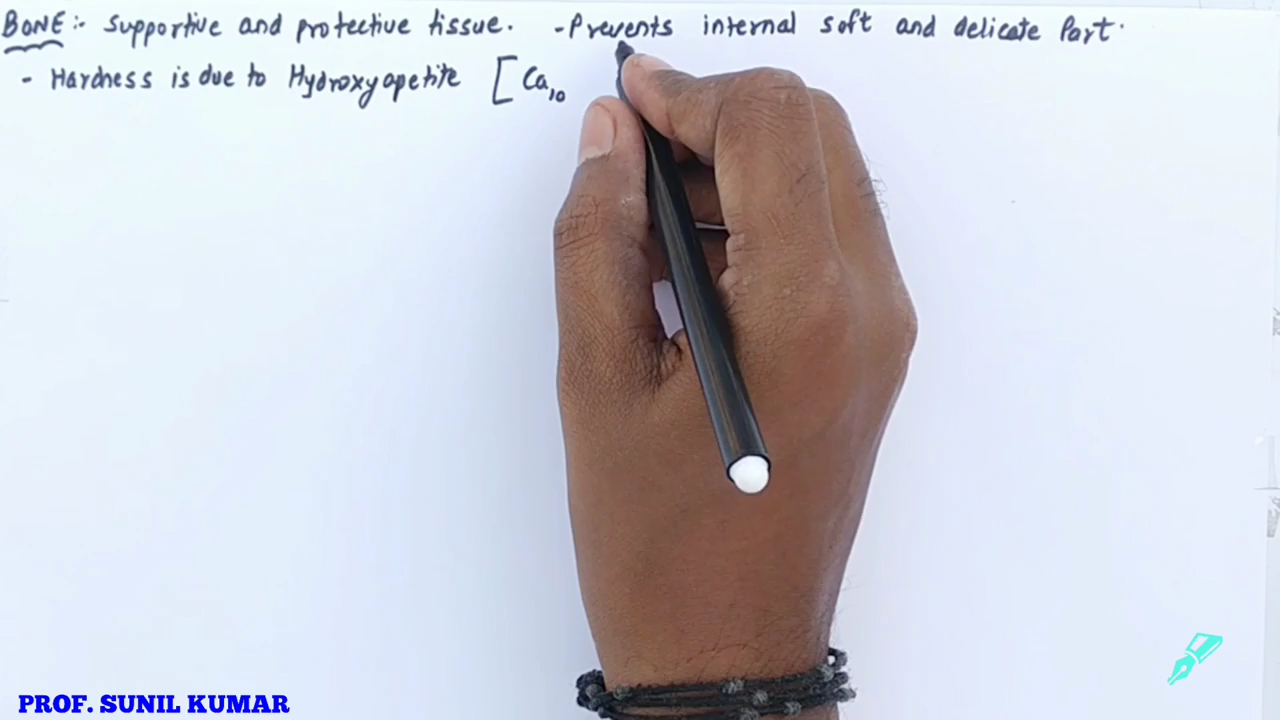 BONE :- Supportive and protective tissue. - Prevents internal soft and delicate Part.
- Hardness is due to Hydroxyapetite [ Ca10
PROF. SUNIL KUMAR